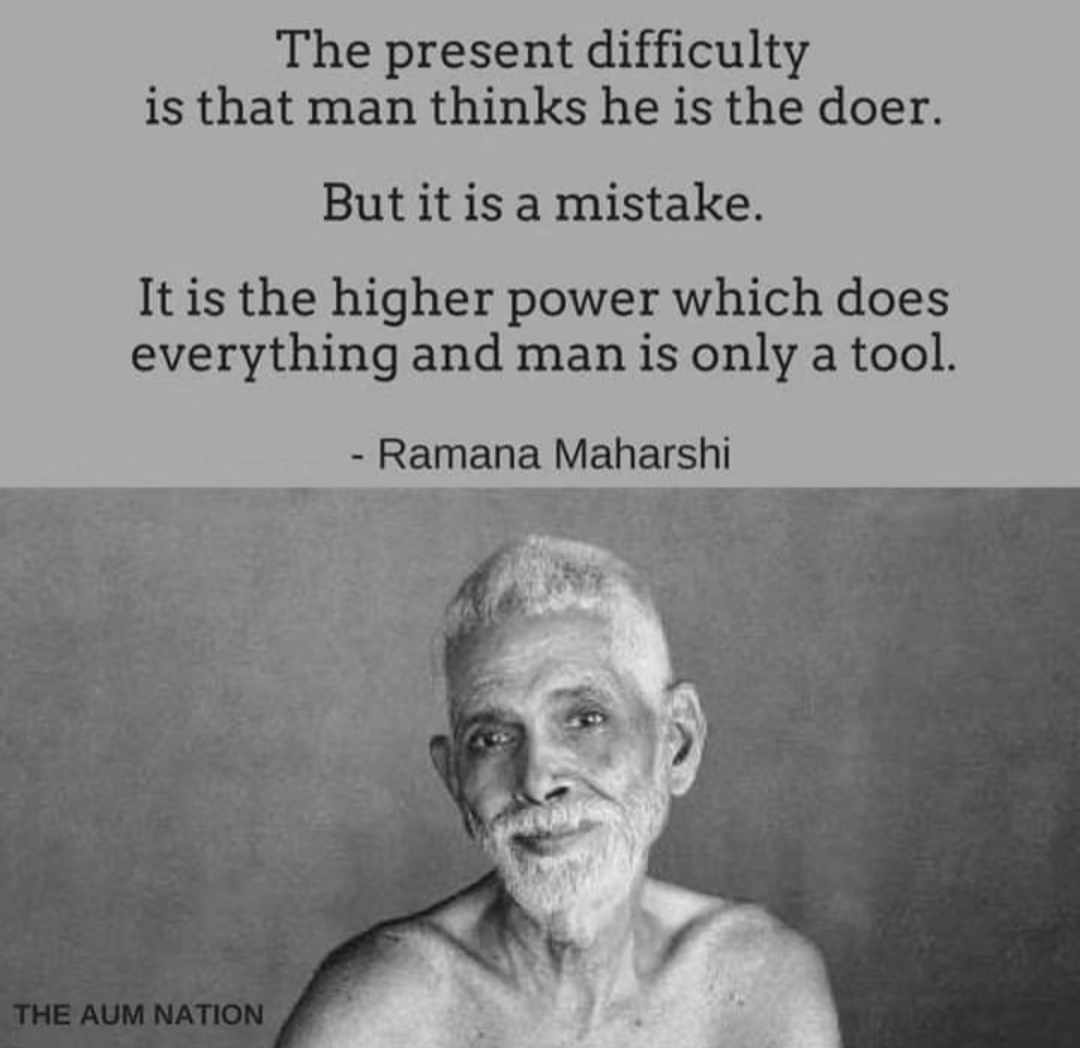 The present difficulty
is that man thinks he is the doer.
But it is a mistake.
It is the higher power which does
everything and man is only a tool.
- Ramana Maharshi
THE AUM NATION